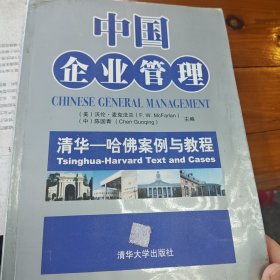 中国
企业管理
CHINESE GENERAL MANAGEMENT
（美）沃伦·麦克法兰（F. W. McFarlan）
（中）陈国青（Chen Guoqing） 主编
清华—哈佛案例与教程
Tsinghua-Harvard Text and Cases
清华大学出版社